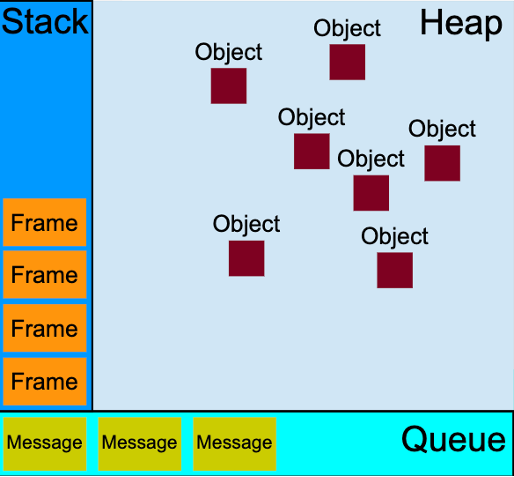 Stack
Heap
Object
Object
Object
Object
Object
Object
Object
Frame
Frame
Frame
Frame
Message
Message
Message
Queue